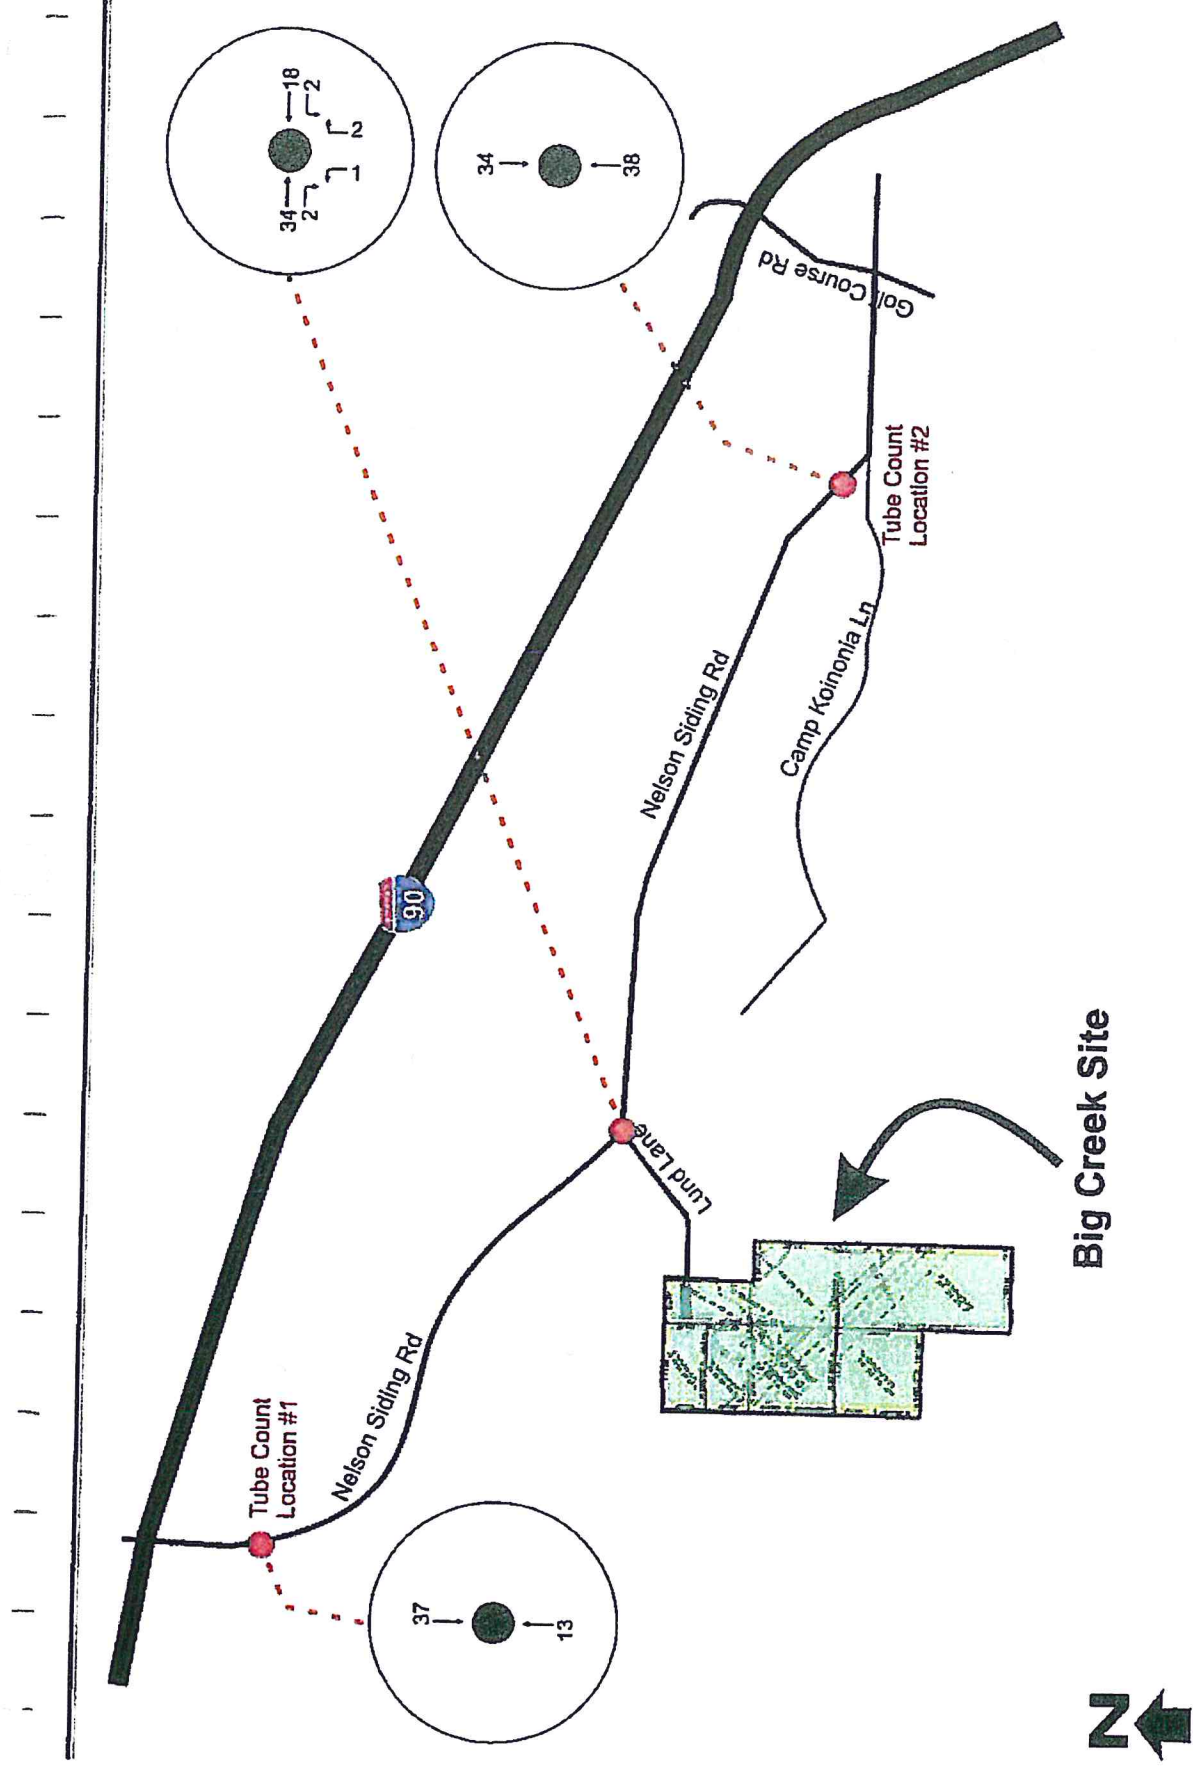 34
2
18
2
1
2
34
38
37
13
Tube Count
Location #1
Nelson Siding Rd
90
Lund Lane
Nelson Siding Rd
Camp Koinonia Ln
Tube Count
Location #2
Golf Course Rd
Big Creek Site
N